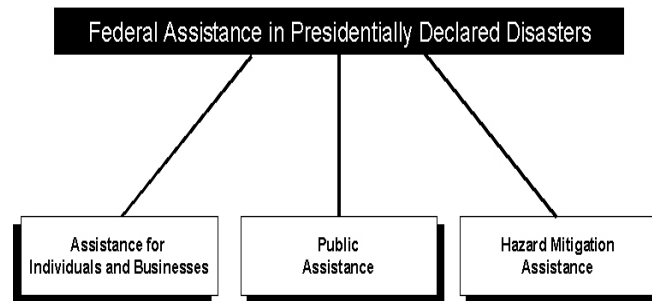 Federal Assistance in Presidentially Declared Disasters
Assistance for
Individuals and Businesses
Public
Assistance
Hazard Mitigation
Assistance